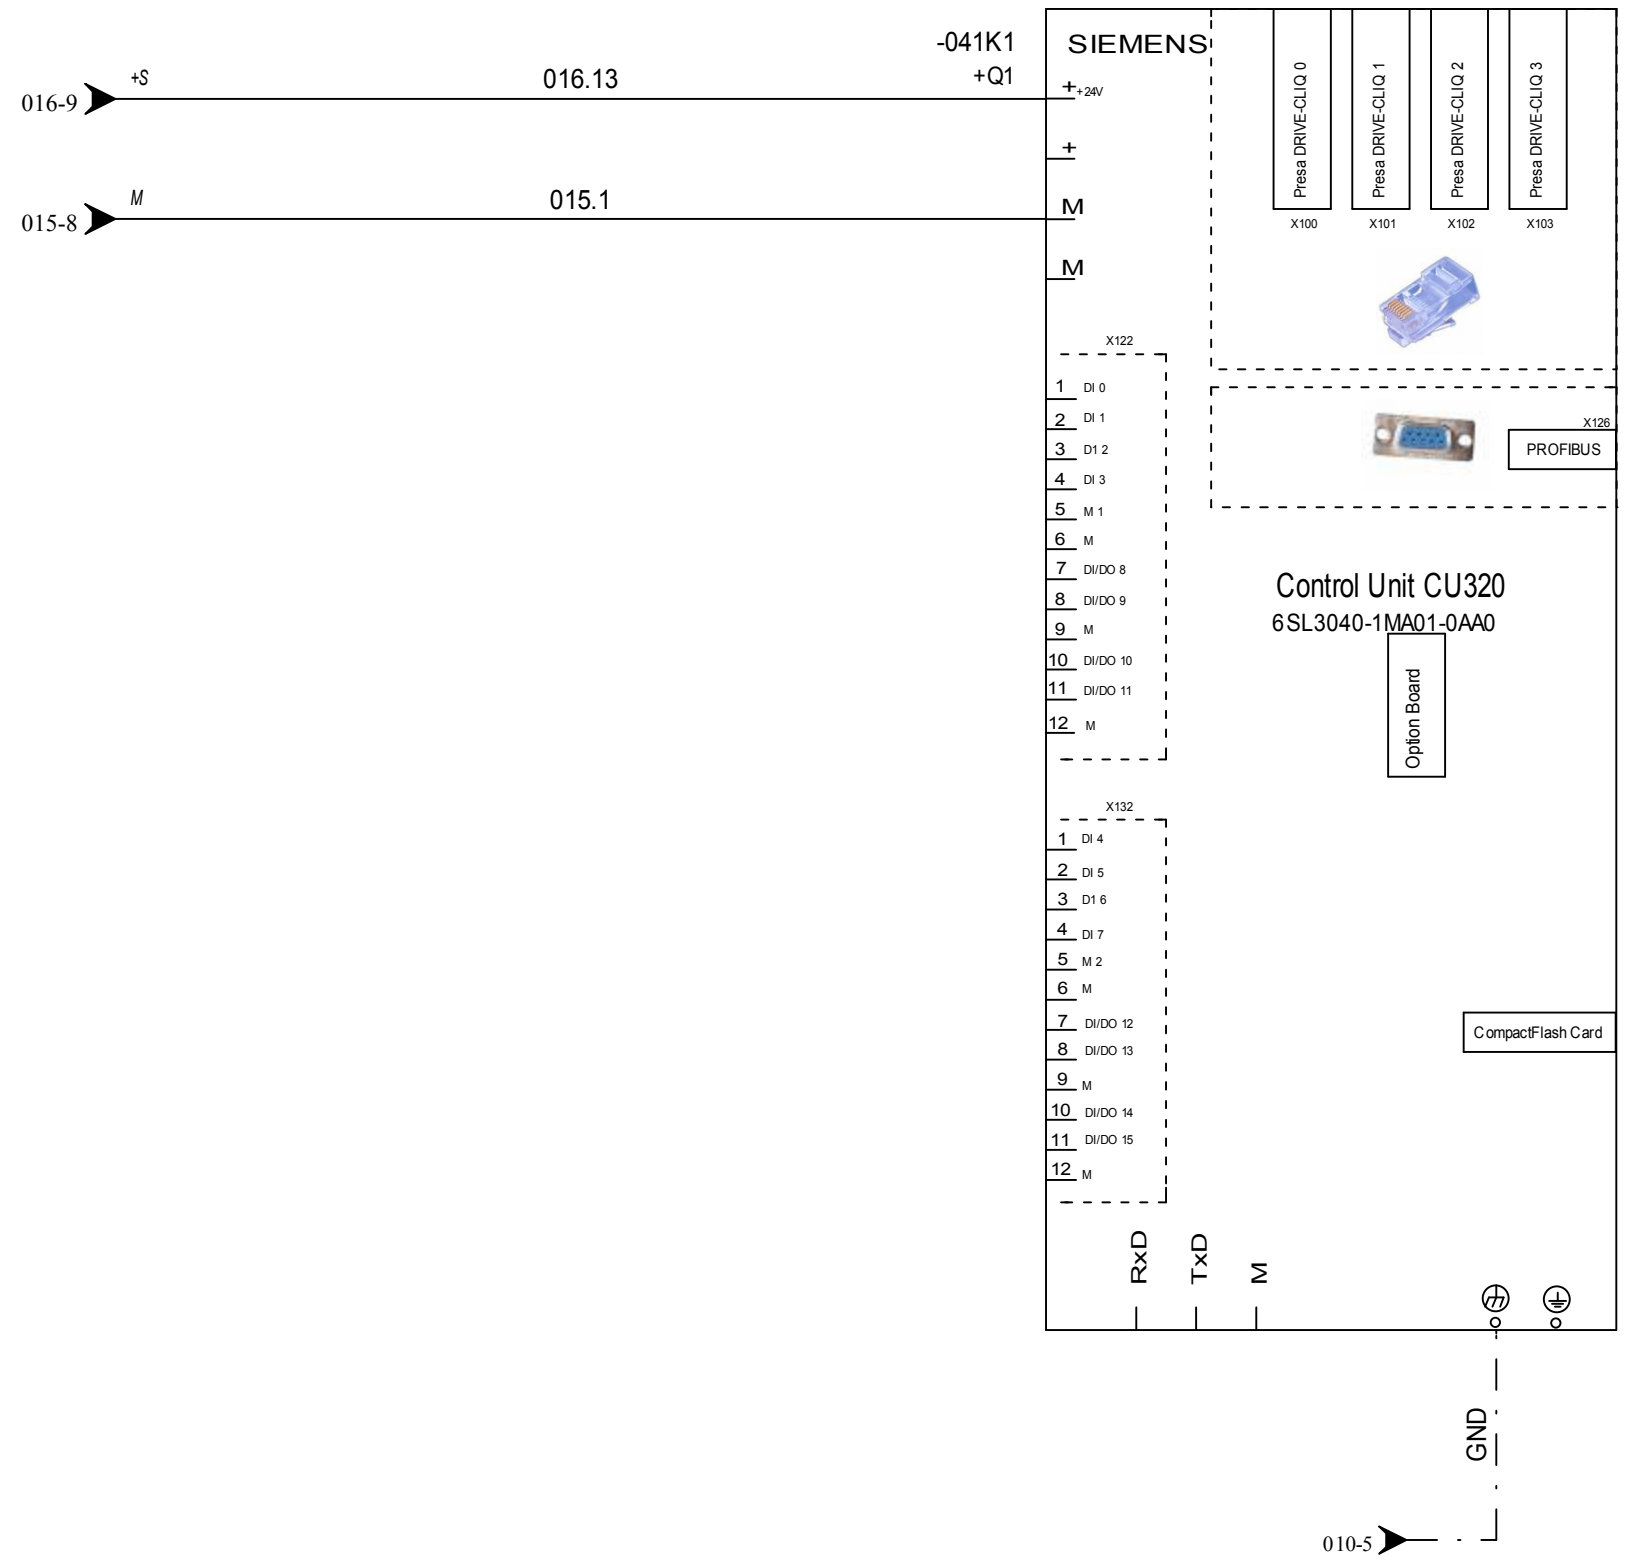 -041K1
SIEMENS
016-9
+S
016.13
+Q1
+
+24V
+
015-8
M
015.1
M
M
Presa DRIVE-CLIQ 0
Presa DRIVE-CLIQ 1
Presa DRIVE-CLIQ 2
Presa DRIVE-CLIQ 3
X100
X101
X102
X103
X122
1 DI 0
2 DI 1
3 D1 2
4 DI 3
5 M 1
6 M
7 DI/DO 8
8 DI/DO 9
9 M
10 DI/DO 10
11 DI/DO 11
12 M
X126
PROFIBUS
Control Unit CU320
6SL3040-1MA01-0AA0
Option Board
X132
1 DI 4
2 DI 5
3 D1 6
4 DI 7
5 M 2
6 M
7 DI/DO 12
8 DI/DO 13
9 M
10 DI/DO 14
11 DI/DO 15
12 M
CompactFlash Card
RxD
TxD
M
GND
010-5